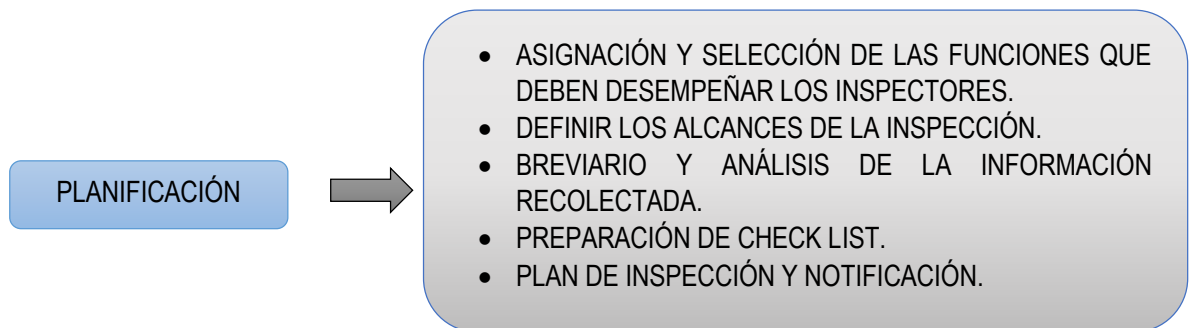 PLANIFICACIÓN
• ASIGNACIÓN Y SELECCIÓN DE LAS FUNCIONES QUE
DEBEN DESEMPEÑAR LOS INSPECTORES.
• DEFINIR LOS ALCANCES DE LA INSPECCIÓN.
• BREVIARIO Y ANÁLISIS DE LA INFORMACIÓN
RECOLECTADA.
• PREPARACIÓN DE CHECK LIST.
• PLAN DE INSPECCIÓN Y NOTIFICACIÓN.